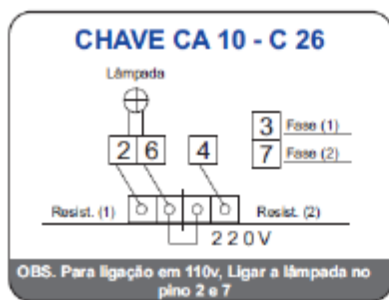 CHAVE CA 10 - C 26
Lâmpada
2 6 4
3 Fase (1)
7 Fase (2)
Resist. (1) Resist. (2)
220V
OBS. Para ligação em 110v, Ligar a lâmpada no
pino 2 e 7